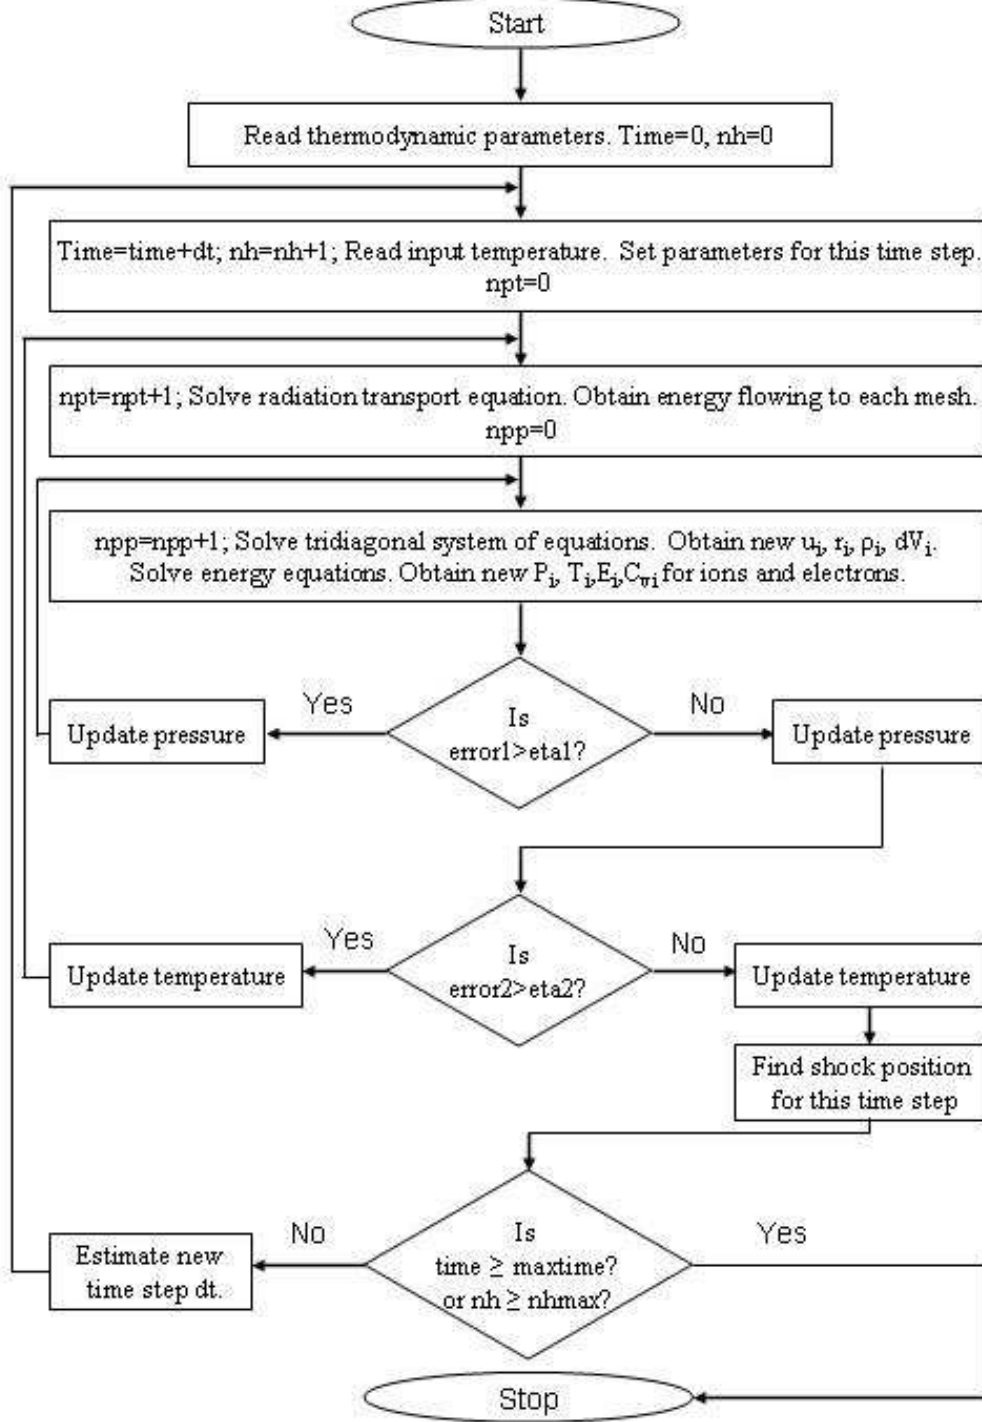 Start
Read thermodynamic parameters. Time=0, nh=0
Time=time+dt; nh=nh+1; Read input temperature. Set parameters for this time step.
npt=0
npt=npt+1; Solve radiation transport equation. Obtain energy flowing to each mesh.
npp=0
npp=npp+1; Solve tridiagonal system of equations. Obtain new uᵢ, rᵢ, ρᵢ, dVᵢ.
Solve energy equations. Obtain new Pᵢ, Tᵢ,Eᵢ,Cᵥᵢ for ions and electrons.
Yes
Is
error1>eta1?
No
Update pressure
Update pressure
Yes
Is
error2>eta2?
No
Update temperature
Update temperature
Find shock position
for this time step
No
Is
time ≥ maxtime?
or nh ≥ nhmax?
Yes
Estimate new
time step dt.
Stop